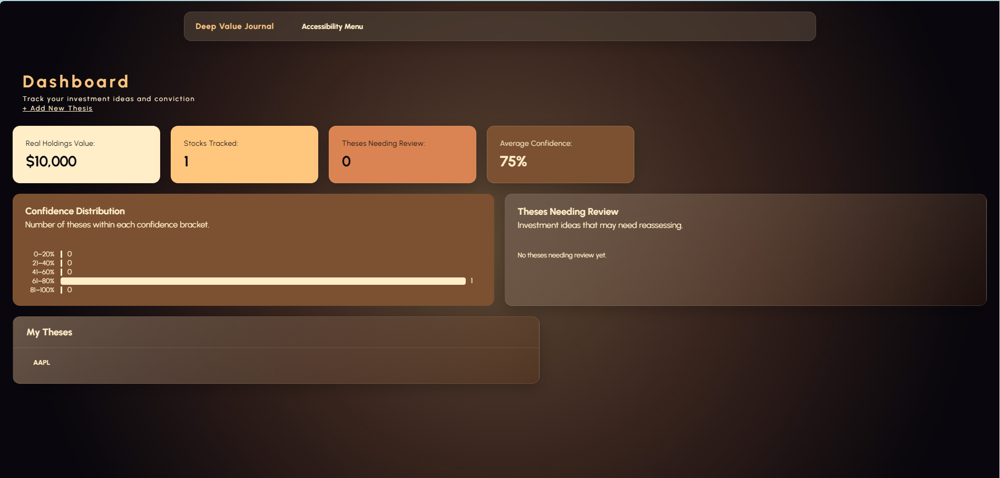 Deep Value Journal
Accessibility Menu
Dashboard
Track your investment ideas and conviction
+ Add New Thesis
Real Holdings Value:
$10,000
Stocks Tracked:
1
Theses Needing Review:
0
Average Confidence:
75%
Confidence Distribution
Number of theses within each confidence bracket.
0–20% 0
21–40% 0
41–60% 0
61–80% 1
81–100% 0
Theses Needing Review
Investment ideas that may need reassessing.
No theses needing review yet.
My Theses
AAPL